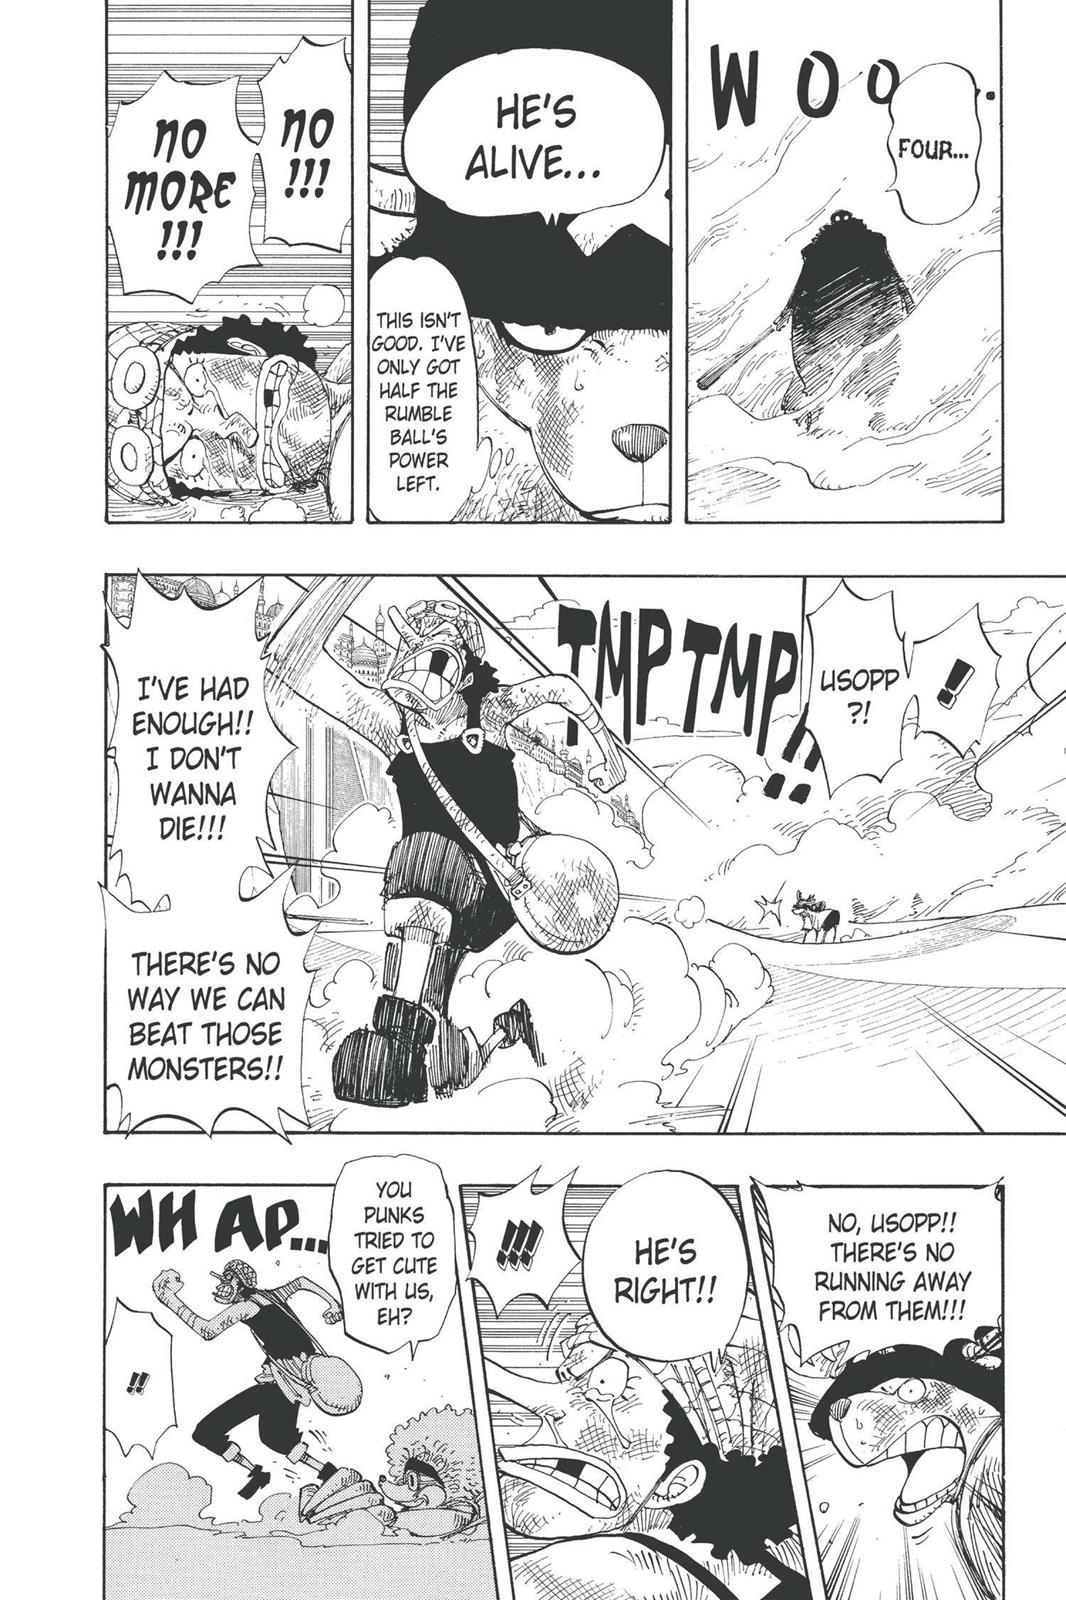 WOO...
FOUR...
HE'S
ALIVE...
THIS ISN'T
GOOD. I'VE
ONLY GOT
HALF THE
RUMBLE
BALL'S
POWER
LEFT.
NO
!!!
NO
MORE
!!!
!!
USOPP
?!
TMP TMP!!
I'VE HAD
ENOUGH!!
I DON'T
WANNA
DIE!!!
THERE'S NO
WAY WE CAN
BEAT THOSE
MONSTERS!!
NO, USOPP!!
THERE'S NO
RUNNING AWAY
FROM THEM!!!
HE'S
RIGHT!!
!!!
YOU
PUNKS
TRIED TO
GET CUTE
WITH US,
EH?
WHAP...
!!